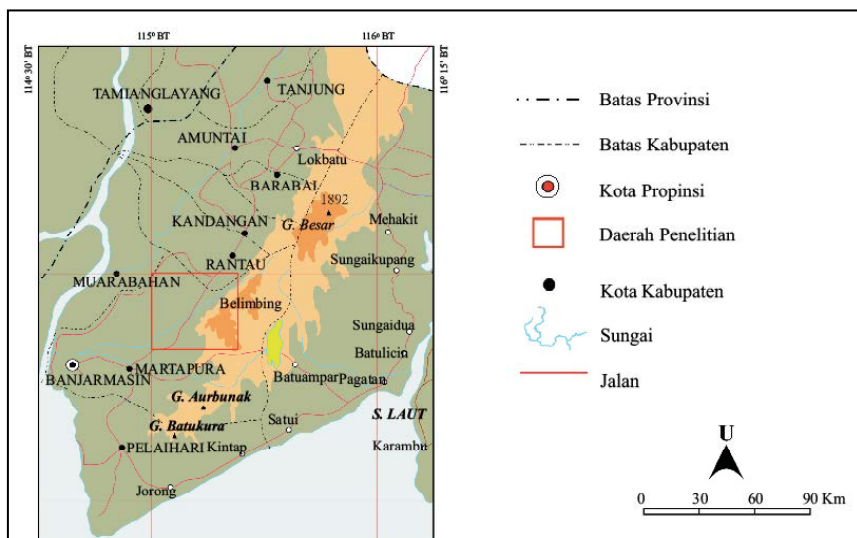 115º BT
116º BT
114º 30' BT
116º 15' BT
TAMIANGLAYANG
TANJUNG
AMUNTAI
Lokbatu
BARABAI
1892
G. Besar
KANDANGAN
Mehakit
RANTAU
Sungaikupang
MUARABAHAN
Belimbing
Sungaidua
Batulicin
BANJARMASIN
MARTAPURA
Batuampar
Pagatan
G. Aurbunak
G. Batukura
Satui
S. LAUT
PELAIHARI
Kintap
Karambu
Jorong
Batas Provinsi
Batas Kabupaten
Kota Propinsi
Daerah Penelitian
Kota Kabupaten
Sungai
Jalan
U
0 30 60 90 Km